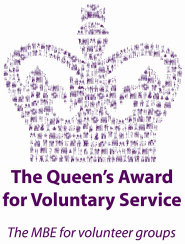 The Queen's Award
for Voluntary Service
The MBE for volunteer groups